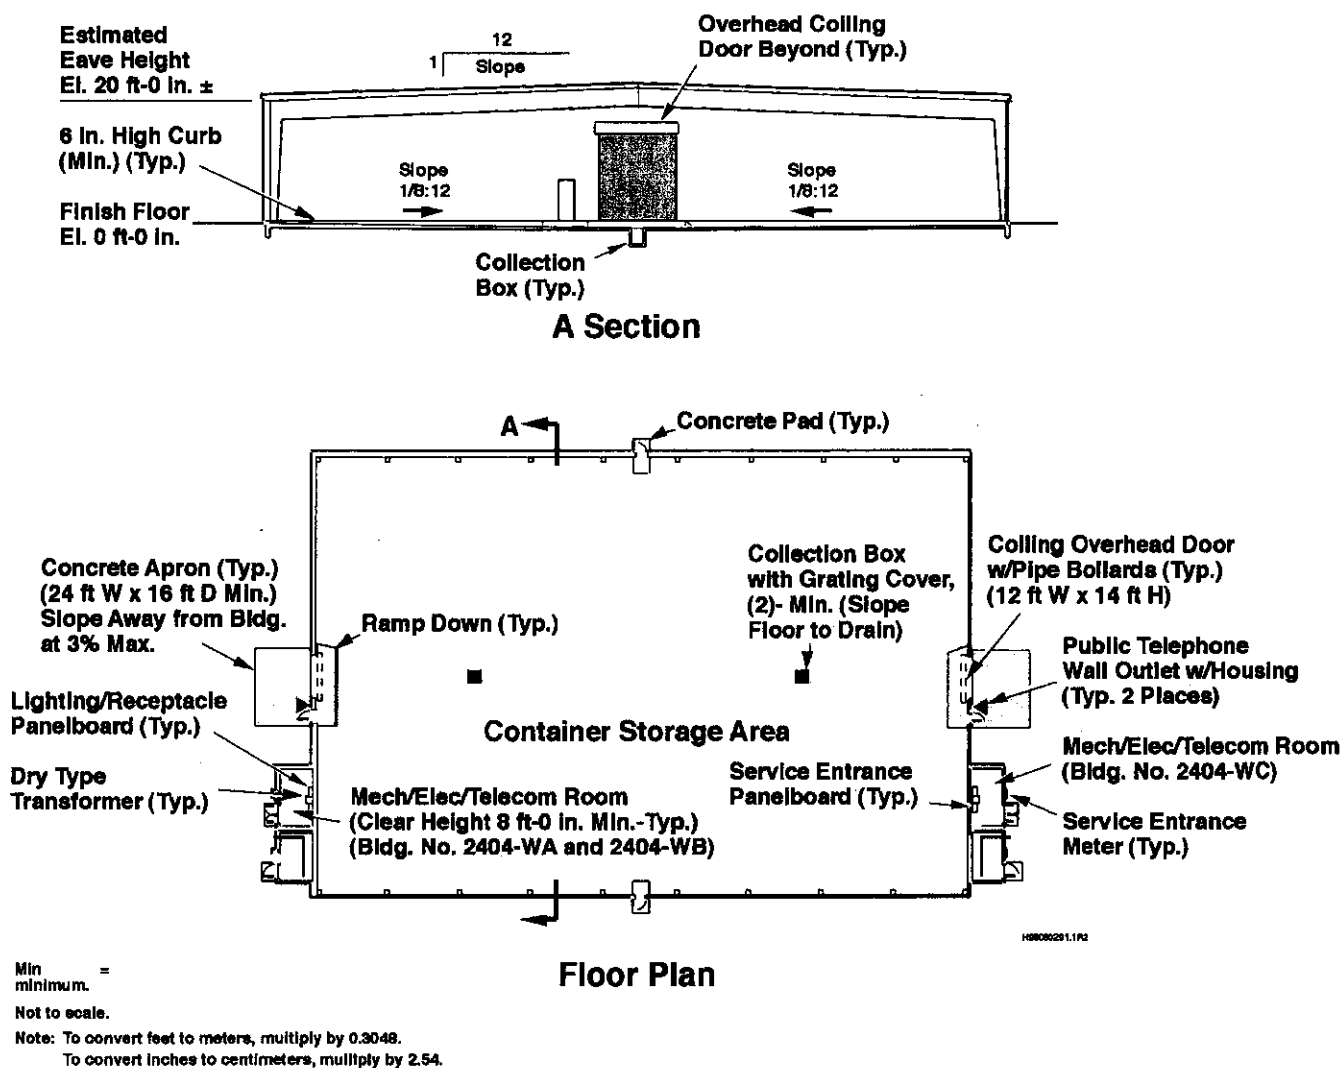 Estimated
Eave Height
El. 20 ft-0 in. ±
12
1
Slope
Overhead Coiling
Door Beyond (Typ.)
6 In. High Curb
(Min.) (Typ.)
Slope
1/8:12
Slope
1/8:12
Finish Floor
El. 0 ft-0 in.
Collection
Box (Typ.)
A Section
A
Concrete Pad (Typ.)
Concrete Apron (Typ.)
(24 ft W x 16 ft D Min.)
Slope Away from Bldg.
at 3% Max.
Ramp Down (Typ.)
Collection Box
with Grating Cover,
(2)- Min. (Slope
Floor to Drain)
Coiling Overhead Door
w/Pipe Bollards (Typ.)
(12 ft W x 14 ft H)
Public Telephone
Wall Outlet w/Housing
(Typ. 2 Places)
Lighting/Receptacle
Panelboard (Typ.)
Container Storage Area
Dry Type
Transformer (Typ.)
Mech/Elec/Telecom Room
(Clear Height 8 ft-0 in. Min.-Typ.)
(Bldg. No. 2404-WA and 2404-WB)
Service Entrance
Panelboard (Typ.)
Mech/Elec/Telecom Room
(Bldg. No. 2404-WC)
Service Entrance
Meter (Typ.)
Floor Plan
Min =
minimum.
Not to scale.
Note: To convert feet to meters, multiply by 0.3048.
To convert inches to centimeters, multiply by 2.54.